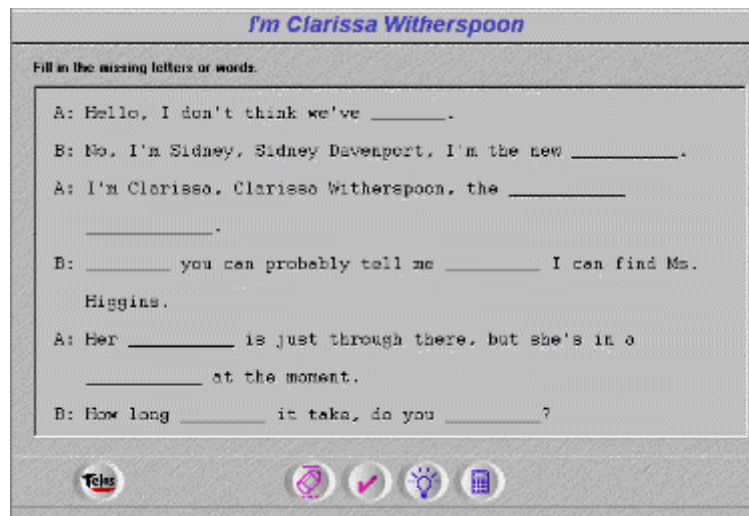 I'm Clarissa Witherspoon
Fill in the missing letters or words.
A: Hello, I don't think we've _______.
B: No, I'm Sidney, Sidney Davenport, I'm the new __________.
A: I'm Clarissa, Clarissa Witherspoon, the ___________
____________.
B: ________ you can probably tell me _________ I can find Ms.
Higgins.
A: Her __________ is just through there, but she's in a
___________ at the moment.
B: How long ________ it take, do you _________?
Telos